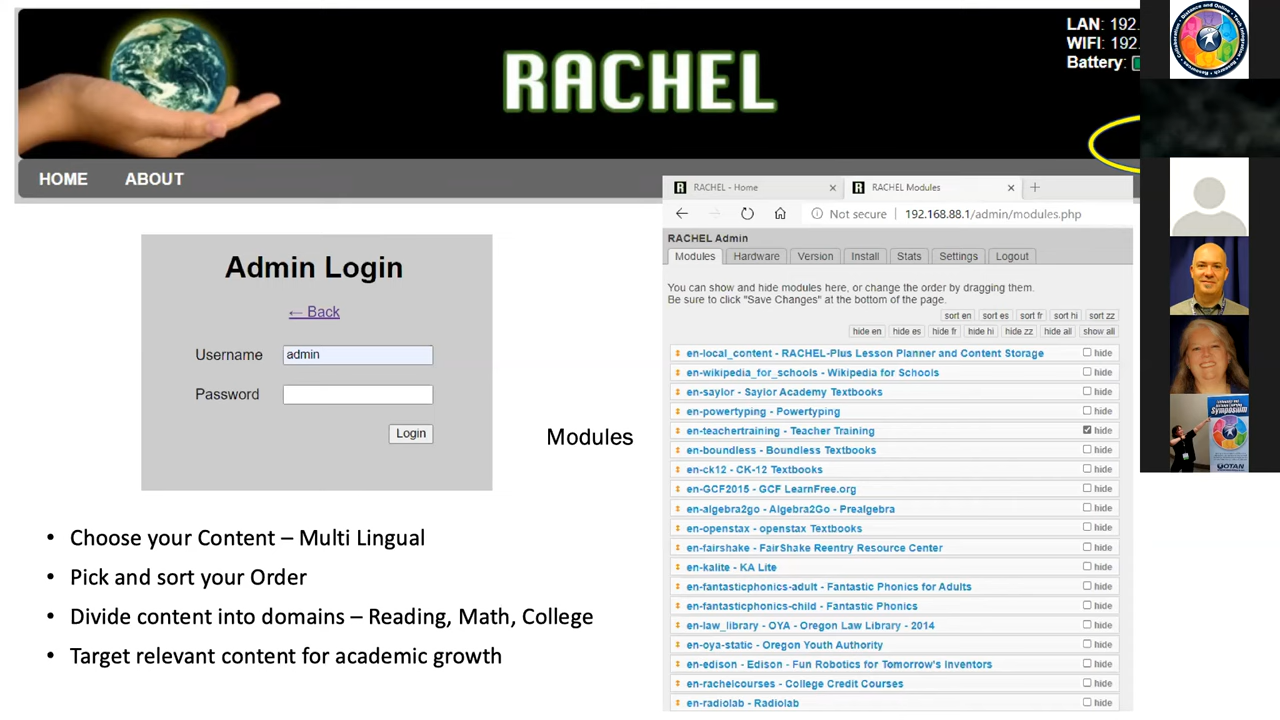 RACHEL
LAN: 192.
WIFI: 192.
Battery:
HOME ABOUT
Admin Login
← Back
Username admin
Password
Login
Modules
• Choose your Content – Multi Lingual
• Pick and sort your Order
• Divide content into domains – Reading, Math, College
• Target relevant content for academic growth
RACHEL - Home
RACHEL Modules
Not secure 192.168.88.1/admin/modules.php
RACHEL Admin
Modules Hardware Version Install Stats Settings Logout
You can show and hide modules here, or change the order by dragging them.
Be sure to click "Save Changes" at the bottom of the page.
sort en sort es sort fr sort hi sort zz
hide en hide es hide fr hide hi hide zz hide all show all
en-local_content - RACHEL-Plus Lesson Planner and Content Storage hide
en-wikipedia_for_schools - Wikipedia for Schools hide
en-saylor - Saylor Academy Textbooks hide
en-powertyping - Powertyping hide
en-teachertraining - Teacher Training hide
en-boundless - Boundless Textbooks hide
en-ck12 - CK-12 Textbooks hide
en-GCF2015 - GCF LearnFree.org hide
en-algebra2go - Algebra2Go - Prealgebra hide
en-openstax - openstax Textbooks hide
en-fairshake - FairShake Reentry Resource Center hide
en-kalite - KA Lite hide
en-fantasticphonics-adult - Fantastic Phonics for Adults hide
en-fantasticphonics-child - Fantastic Phonics hide
en-law_library - OYA - Oregon Law Library - 2014 hide
en-oya-static - Oregon Youth Authority hide
en-edison - Edison - Fun Robotics for Tomorrow's Inventors hide
en-rachelcourses - College Credit Courses hide
en-radiolab - Radiolab hide
Symposium
OTAN